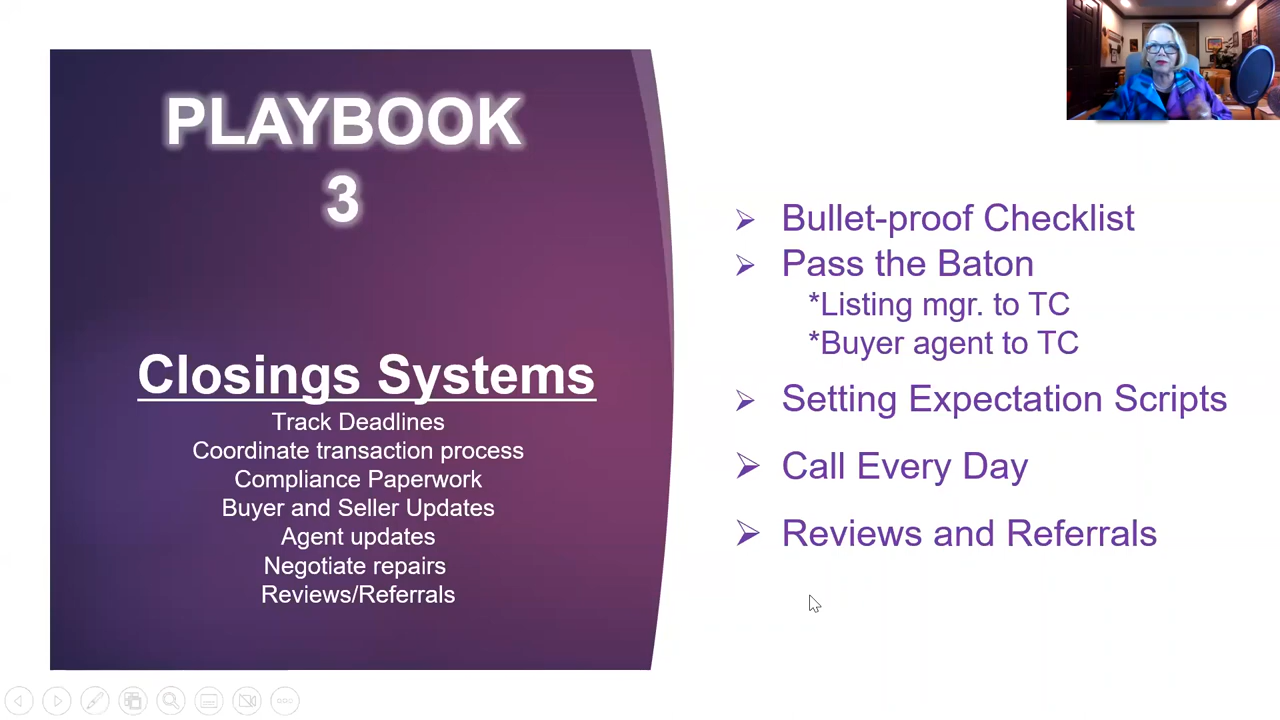 PLAYBOOK
3
Closings Systems
Track Deadlines
Coordinate transaction process
Compliance Paperwork
Buyer and Seller Updates
Agent updates
Negotiate repairs
Reviews/Referrals
Bullet-proof Checklist
Pass the Baton
*Listing mgr. to TC
*Buyer agent to TC
Setting Expectation Scripts
Call Every Day
Reviews and Referrals